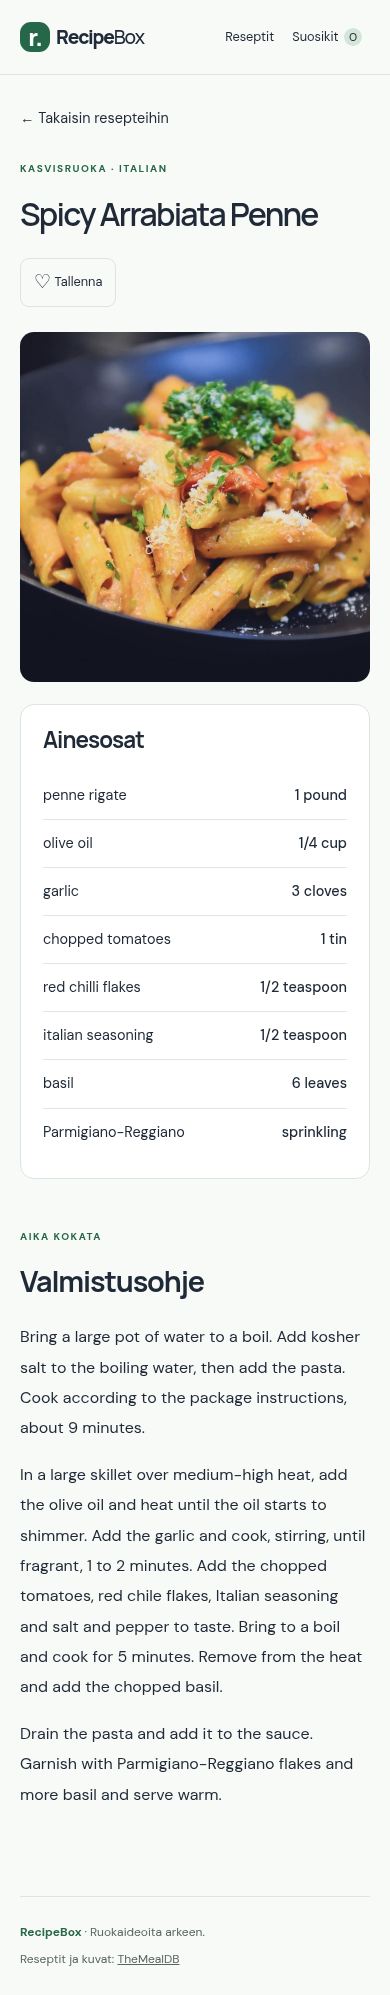 r. RecipeBox Reseptit Suosikit 0
← Takaisin resepteihin
KASVISRUOKA · ITALIAN
Spicy Arrabiata Penne
♡ Tallenna
Ainesosat
penne rigate 1 pound
olive oil 1/4 cup
garlic 3 cloves
chopped tomatoes 1 tin
red chilli flakes 1/2 teaspoon
italian seasoning 1/2 teaspoon
basil 6 leaves
Parmigiano-Reggiano sprinkling
AIKA KOKATA
Valmistusohje
Bring a large pot of water to a boil. Add kosher
salt to the boiling water, then add the pasta.
Cook according to the package instructions,
about 9 minutes.
In a large skillet over medium-high heat, add
the olive oil and heat until the oil starts to
shimmer. Add the garlic and cook, stirring, until
fragrant, 1 to 2 minutes. Add the chopped
tomatoes, red chile flakes, Italian seasoning
and salt and pepper to taste. Bring to a boil
and cook for 5 minutes. Remove from the heat
and add the chopped basil.
Drain the pasta and add it to the sauce.
Garnish with Parmigiano-Reggiano flakes and
more basil and serve warm.
RecipeBox · Ruokaideoita arkeen.
Reseptit ja kuvat: TheMealDB